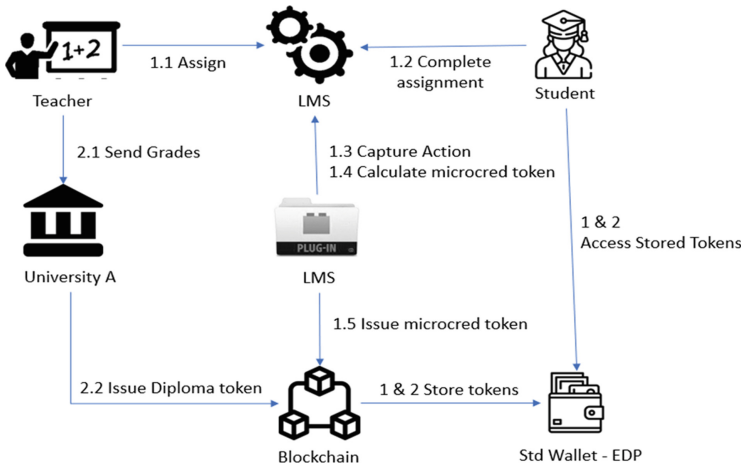 1+2
1.1 Assign
1.2 Complete
assignment
Teacher
LMS
Student
2.1 Send Grades
1.3 Capture Action
1.4 Calculate microcred token
PLUG-IN
1 & 2
Access Stored Tokens
University A
LMS
1.5 Issue microcred token
2.2 Issue Diploma token
1 & 2 Store tokens
Blockchain
Std Wallet - EDP